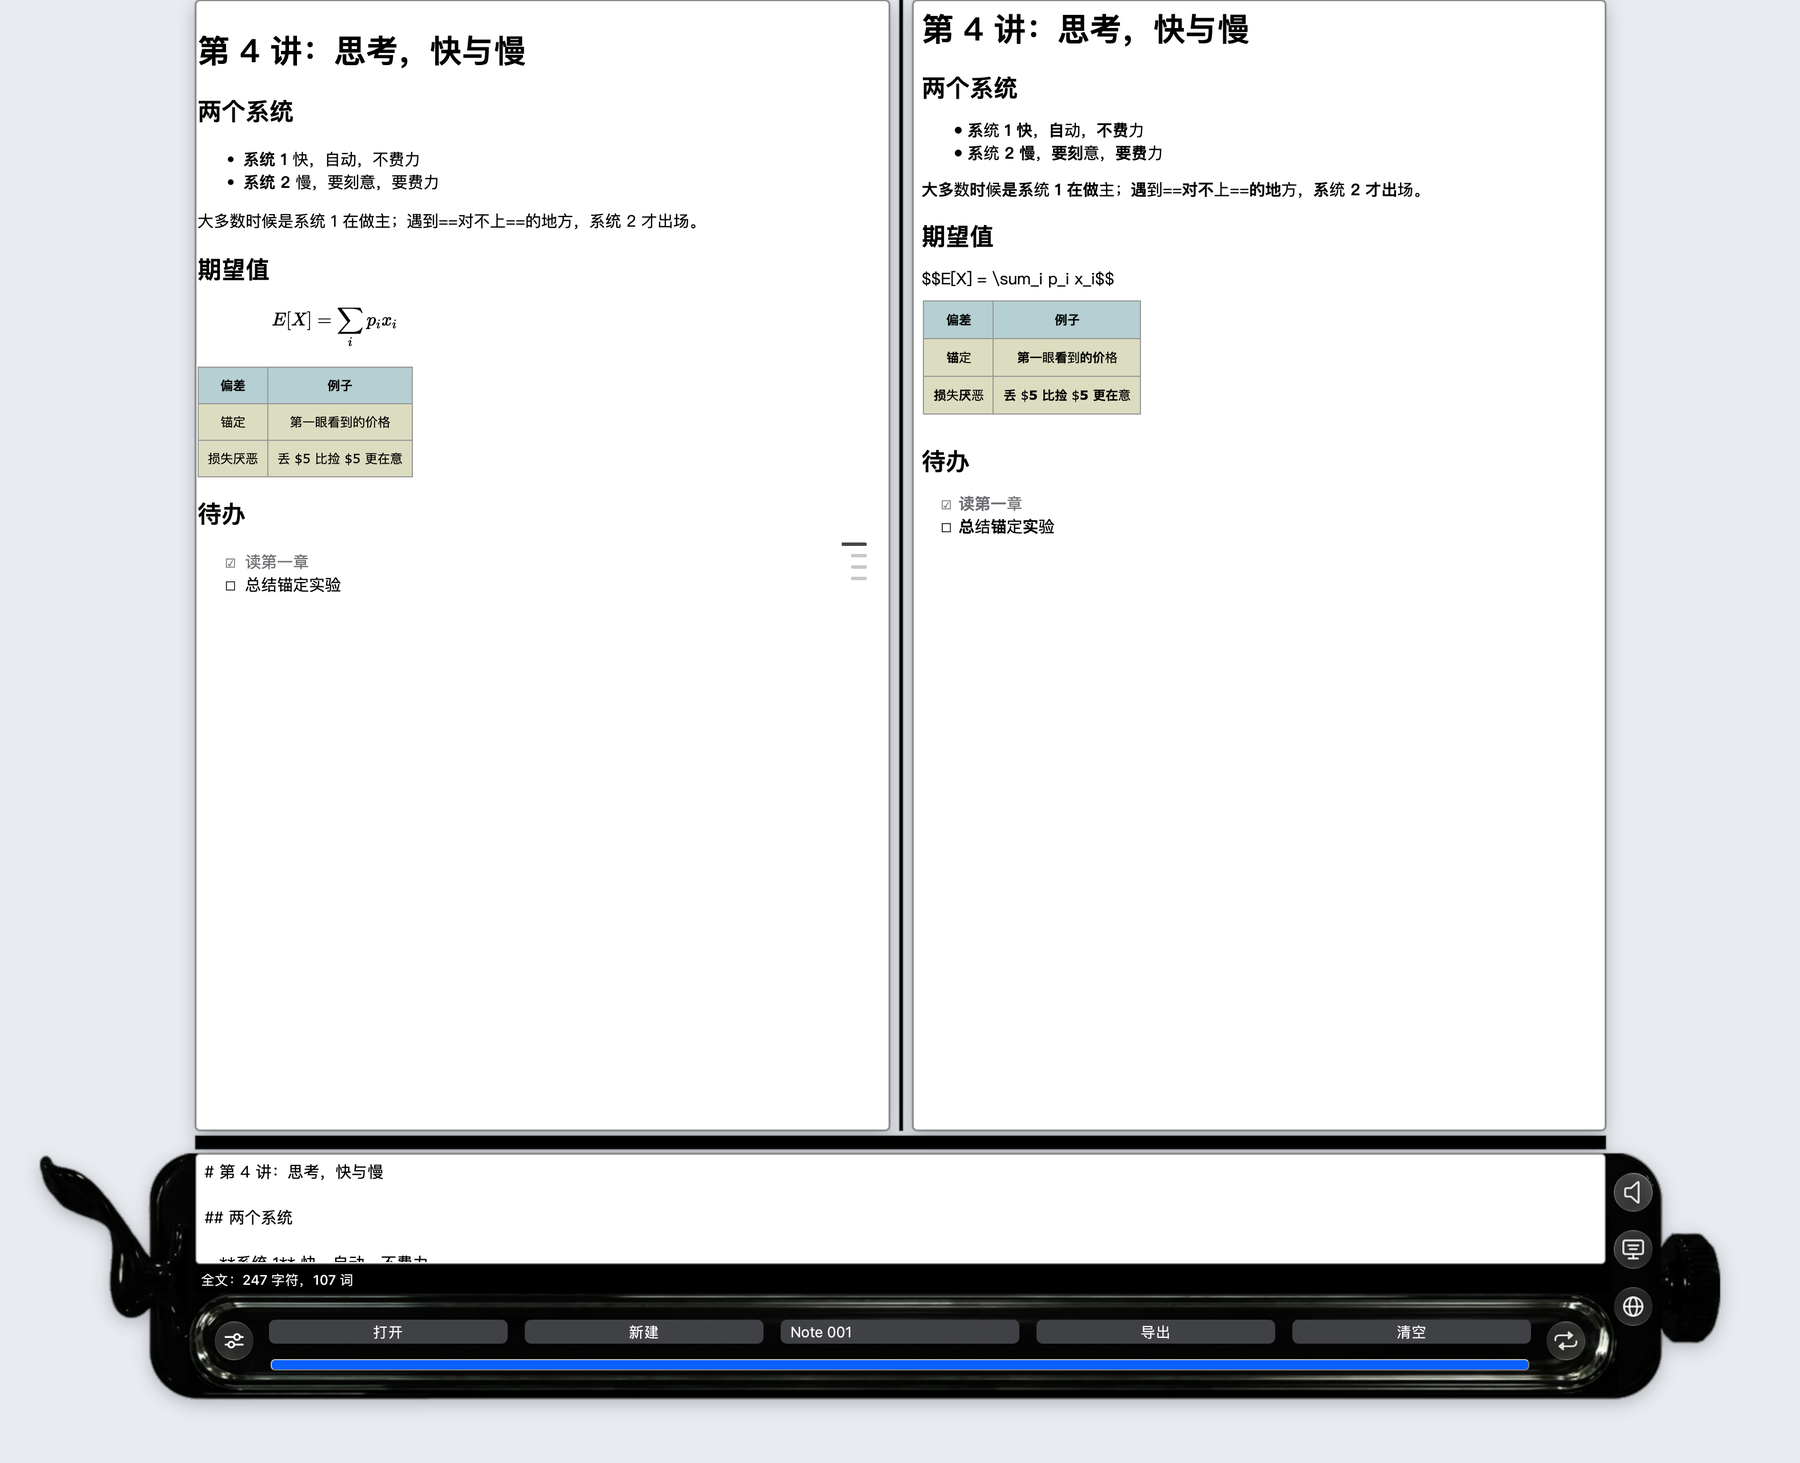 第 4 讲：思考，快与慢
两个系统
• 系统 1 快，自动，不费力
• 系统 2 慢，要刻意，要费力
大多数时候是系统 1 在做主；遇到==对不上==的地方，系统 2 才出场。
期望值
E[X] = ∑_i p_i x_i
偏差 例子
锚定 第一眼看到的价格
损失厌恶 丢 $5 比捡 $5 更在意
待办
☑ 读第一章
☐ 总结锚定实验
第 4 讲：思考，快与慢
两个系统
• 系统 1 快，自动，不费力
• 系统 2 慢，要刻意，要费力
大多数时候是系统 1 在做主；遇到==对不上==的地方，系统 2 才出场。
期望值
$$E[X] = \sum_i p_i x_i$$
偏差 例子
锚定 第一眼看到的价格
损失厌恶 丢 $5 比捡 $5 更在意
待办
☑ 读第一章
☐ 总结锚定实验
# 第 4 讲：思考，快与慢
## 两个系统
**系统 1** 快，自动，不费力
全文：247 字符，107 词
打开 新建 Note 001 导出 清空